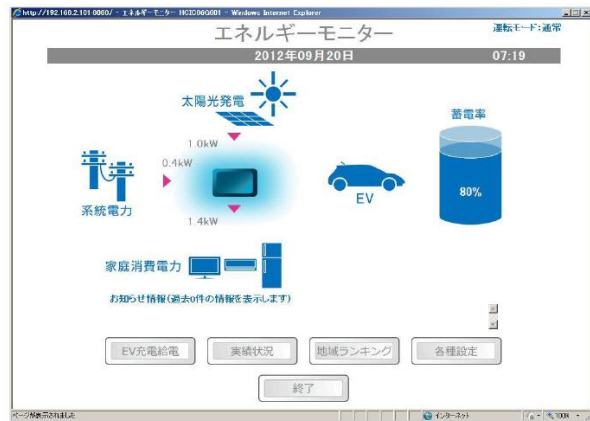 http://192.168.2.101:8080/ - エネルギーモニター HGIO06Q001 - Windows Internet Explorer
エネルギーモニター
運転モード:通常
2012年09月20日
07:19
太陽光発電
蓄電率
1.0kW
0.4kW
系統電力
EV
80%
1.4kW
家庭消費電力
お知らせ情報(過去0件の情報を表示します)
EV充電給電
実績状況
地域ランキング
各種設定
終了
ページが表示されました
インターネット
100%